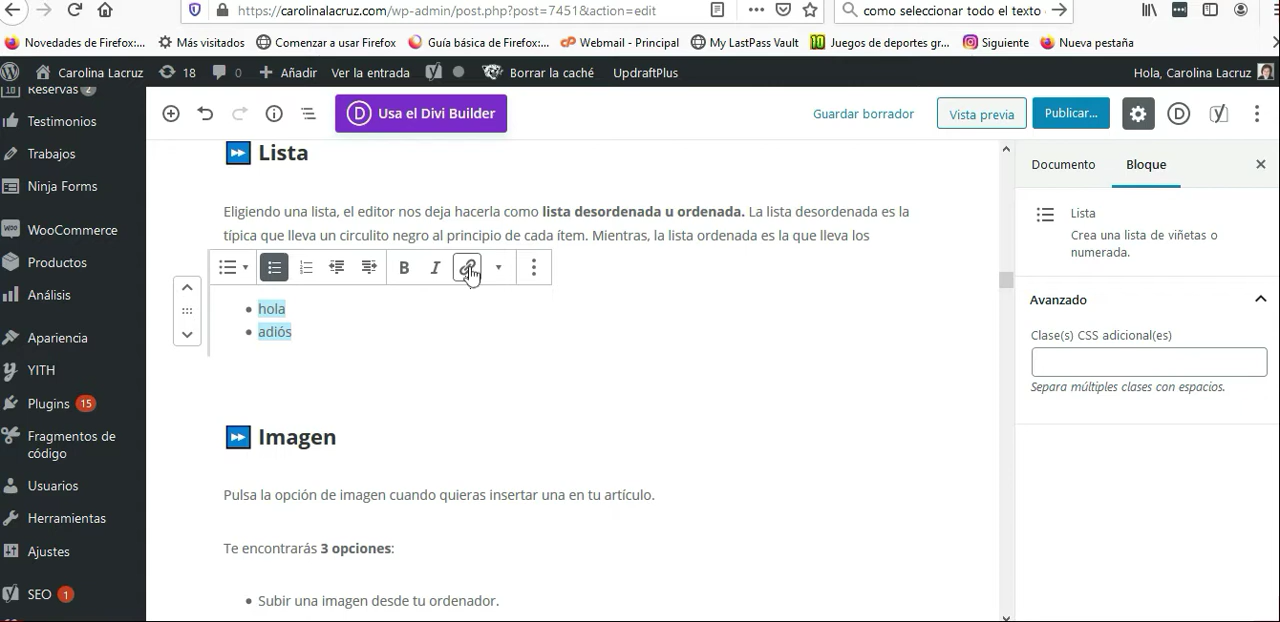 https://carolinalacruz.com/wp-admin/post.php?post=7451&action=edit
como seleccionar todo el texto
Novedades de Firefox:...
Más visitados
Comenzar a usar Firefox
Guía básica de Firefox:...
Webmail - Principal
My LastPass Vault
Juegos de deportes gr...
Siguiente
Nueva pestaña
Carolina Lacruz
18
0
Añadir
Ver la entrada
Borrar la caché
UpdraftPlus
Hola, Carolina Lacruz
Reservas 2
Testimonios
Trabajos
Ninja Forms
WooCommerce
Productos
Análisis
Apariencia
YITH
Plugins 15
Fragmentos de
código
Usuarios
Herramientas
Ajustes
SEO 1
Usa el Divi Builder
Guardar borrador
Vista previa
Publicar...
Lista
Eligiendo una lista, el editor nos deja hacerla como lista desordenada u ordenada. La lista desordenada es la
típica que lleva un circulito negro al principio de cada ítem. Mientras, la lista ordenada es la que lleva los
B I
• hola
• adiós
Imagen
Pulsa la opción de imagen cuando quieras insertar una en tu artículo.
Te encontrarás 3 opciones:
• Subir una imagen desde tu ordenador.
Documento
Bloque
Lista
Crea una lista de viñetas o
numerada.
Avanzado
Clase(s) CSS adicional(es)
Separa múltiples clases con espacios.